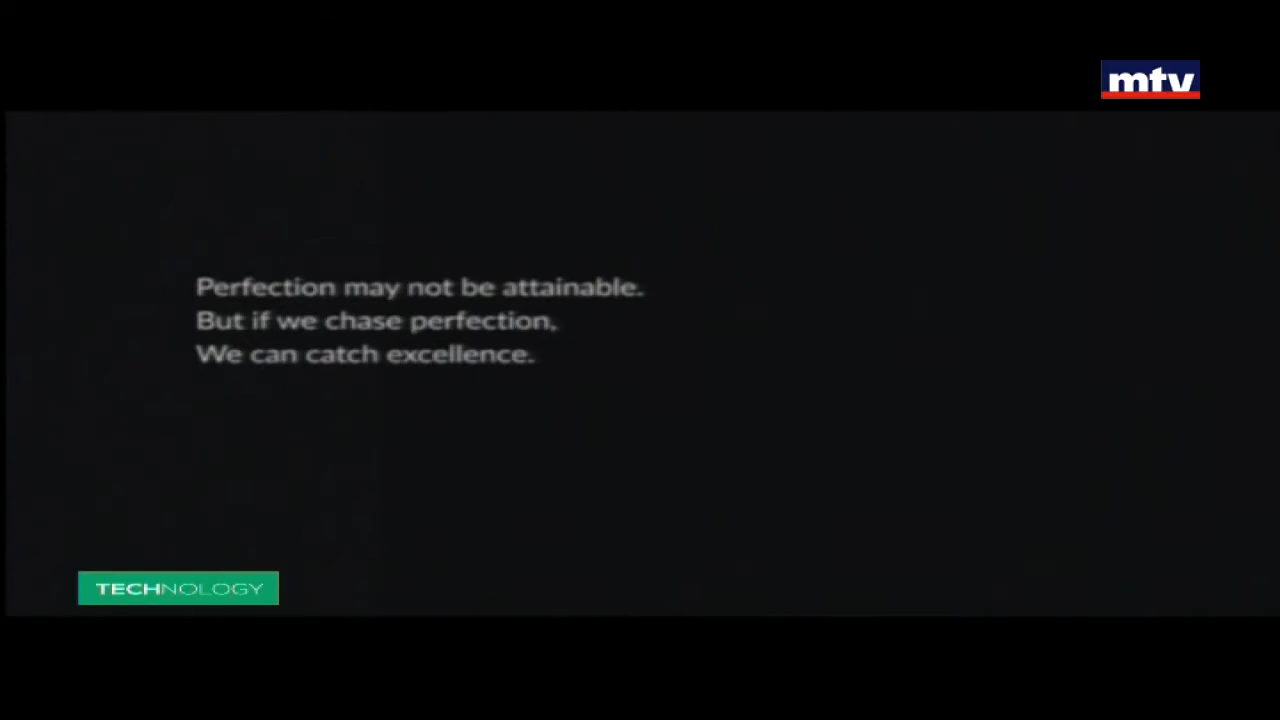 mtv
Perfection may not be attainable.
But if we chase perfection,
We can catch excellence.
TECHNOLOGY